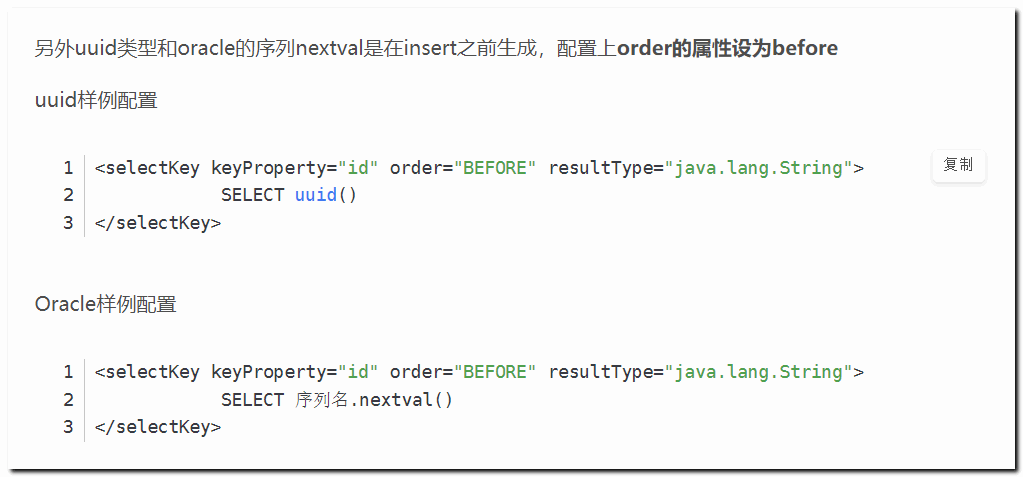 另外uuid类型和oracle的序列nextval是在insert之前生成，配置上order的属性设为before
uuid样例配置
1 <selectKey keyProperty="id" order="BEFORE" resultType="java.lang.String">
复制
2 SELECT uuid()
3 </selectKey>
Oracle样例配置
1 <selectKey keyProperty="id" order="BEFORE" resultType="java.lang.String">
2 SELECT 序列名.nextval()
3 </selectKey>